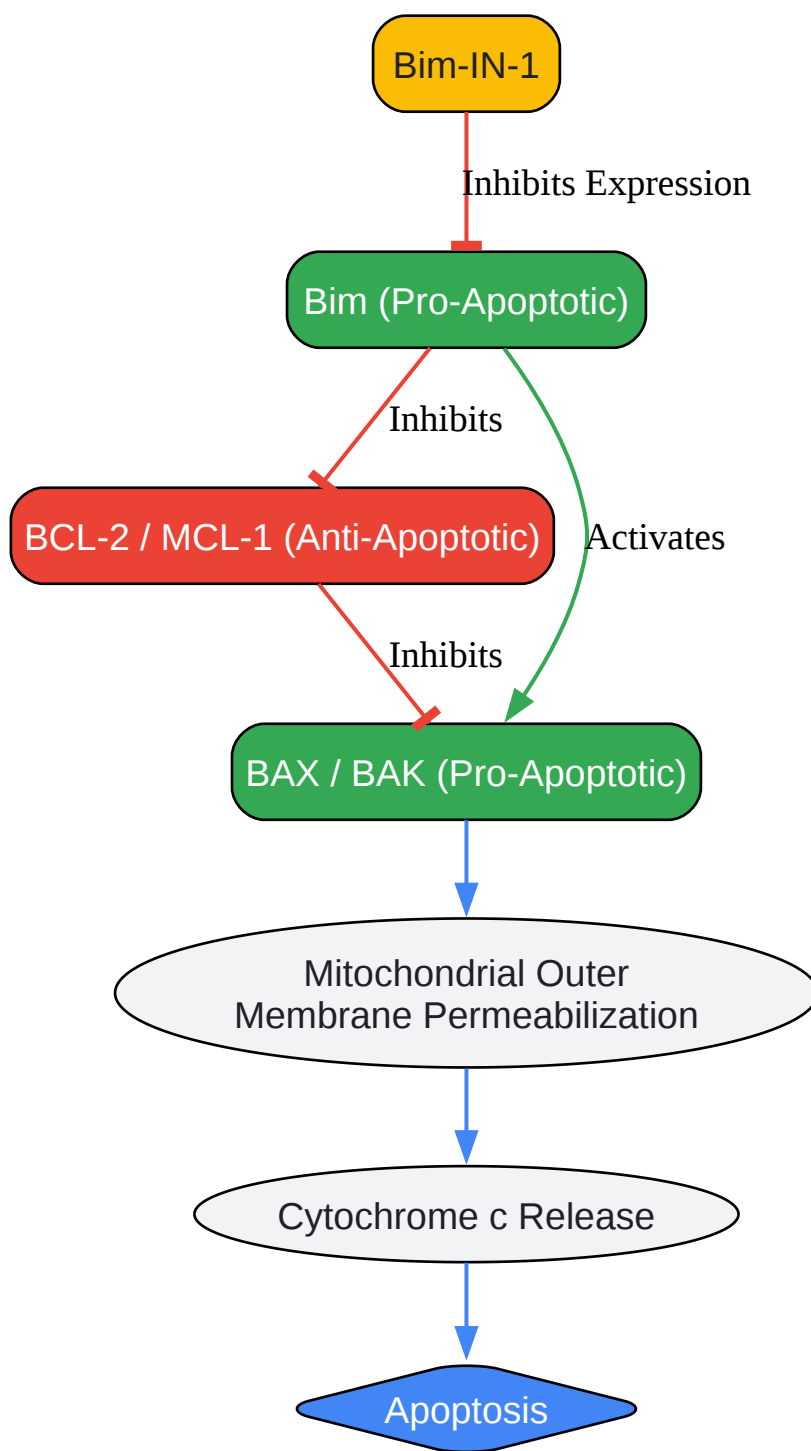 Bim-IN-1
Inhibits Expression
Bim (Pro-Apoptotic)
Inhibits
BCL-2 / MCL-1 (Anti-Apoptotic)
Activates
Inhibits
BAX / BAK (Pro-Apoptotic)
Mitochondrial Outer
Membrane Permeabilization
Cytochrome c Release
Apoptosis